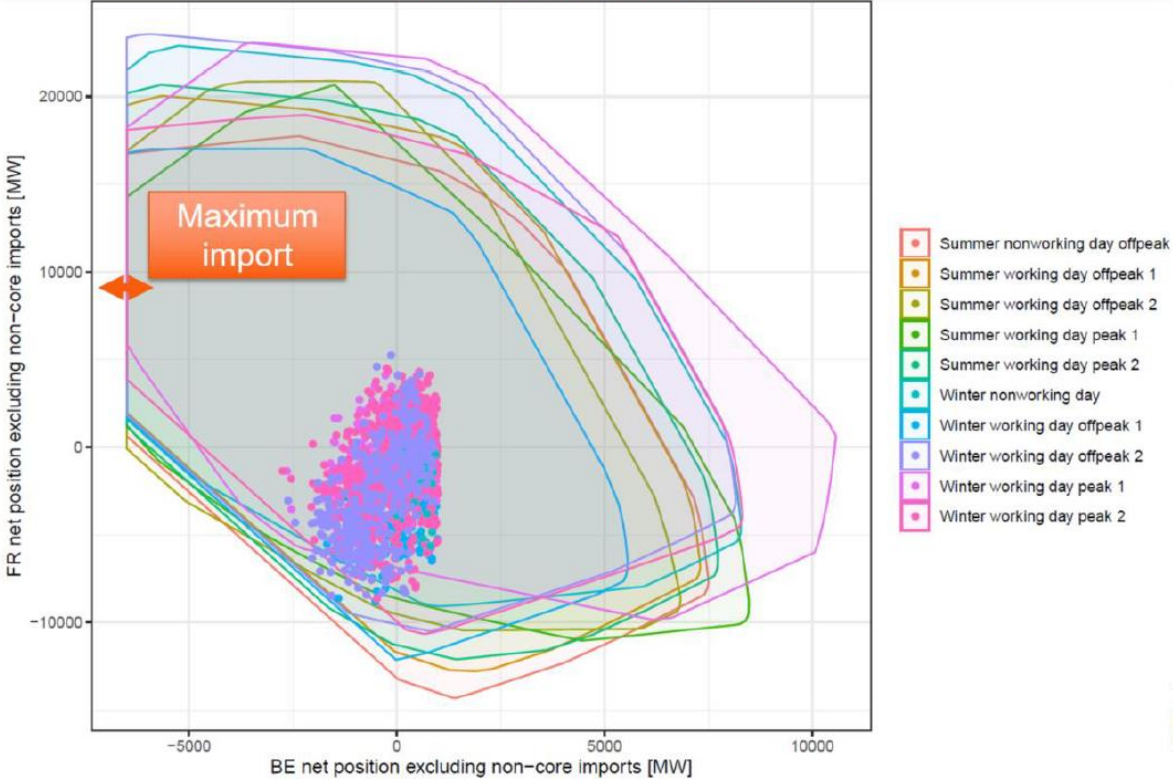 FR net position excluding non-core imports [MW]
20000
10000
0
−10000
Maximum
import
−5000
0
5000
10000
BE net position excluding non-core imports [MW]
Summer nonworking day offpeak
Summer working day offpeak 1
Summer working day offpeak 2
Summer working day peak 1
Summer working day peak 2
Winter nonworking day
Winter working day offpeak 1
Winter working day offpeak 2
Winter working day peak 1
Winter working day peak 2